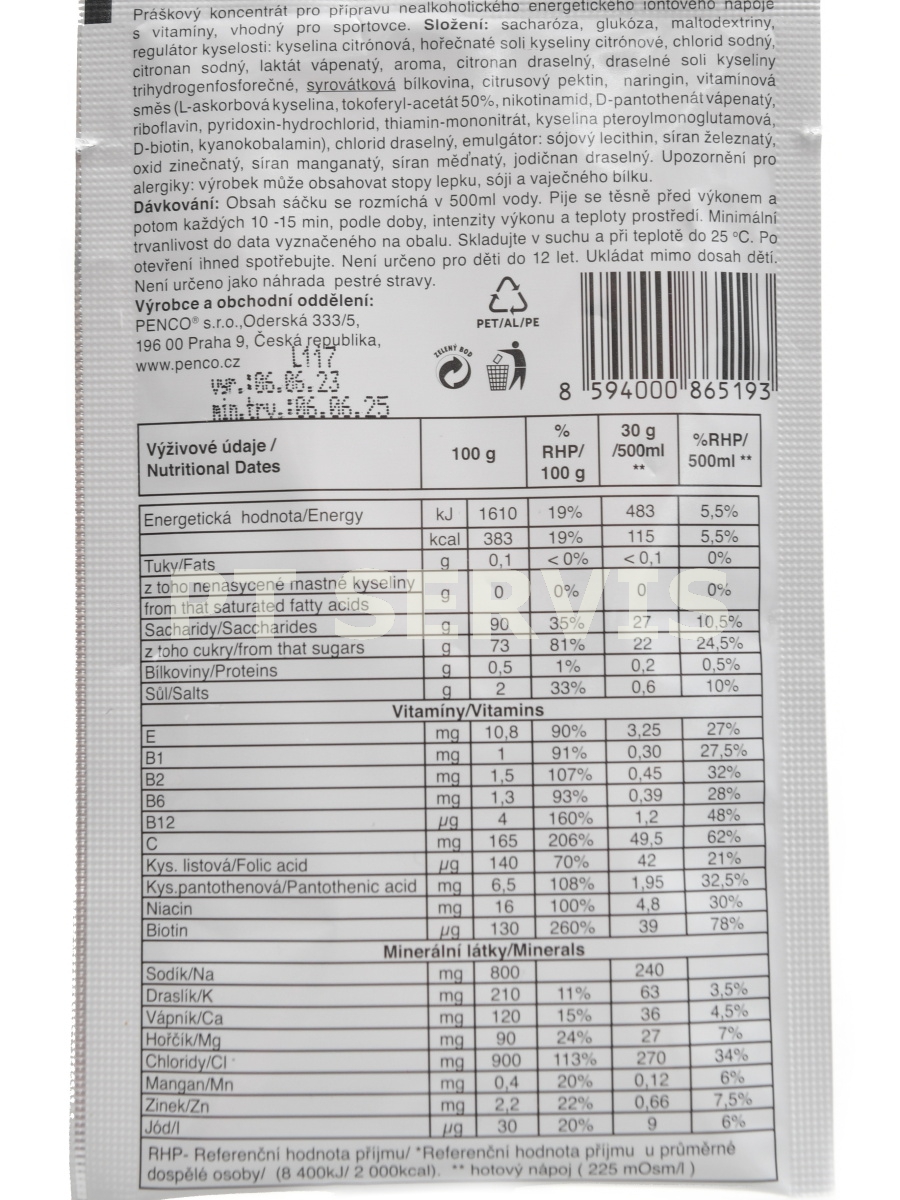 Práškový koncentrát pro přípravu nealkoholického energetického iontového nápoje
s vitamíny, vhodný pro sportovce. Složení: sacharóza, glukóza, maltodextriny,
regulátor kyselosti: kyselina citrónová, hořečnaté soli kyseliny citrónové, chlorid sodný,
citronan sodný, laktát vápenatý, aroma, citronan draselný, draselné soli kyseliny
trihydrogenfosforečné, syrovátková bílkovina, citrusový pektin, naringin, vitamínová
směs (L-askorbová kyselina, tokoferyl-acetát 50%, nikotinamid, D-pantothenát vápenatý,
riboflavin, pyridoxin-hydrochlorid, thiamin-mononitrát, kyselina pteroylmonoglutamová,
D-biotin, kyanokobalamin), chlorid draselný, emulgátor: sójový lecithin, síran železnatý,
oxid zinečnatý, síran manganatý, síran měďnatý, jodičnan draselný. Upozornění pro
alergiky: výrobek může obsahovat stopy lepku, sóji a vaječného bílku.
Dávkování: Obsah sáčku se rozmíchá v 500ml vody. Pije se těsně před výkonem a
potom každých 10 -15 min, podle doby, intenzity výkonu a teploty prostředí. Minimální
trvanlivost do data vyznačeného na obalu. Skladujte v suchu a při teplotě do 25 °C. Po
otevření ihned spotřebujte. Není určeno pro děti do 12 let. Ukládat mimo dosah dětí.
Není určeno jako náhrada pestré stravy.
Výrobce a obchodní oddělení:
PENCO® s.r.o.,Oderská 333/5,
196 00 Praha 9, Česká republika,
www.penco.cz
L117
vyr.:06.06.23
min.trv.:06.06.25
PET/AL/PE
ZELENÝ BOD
8 594000 865193
Výživové údaje / Nutritional Dates 100 g % RHP/ 100 g 30 g /500ml ** %RHP/ 500ml **
Energetická hodnota/Energy kJ 1610 19% 483 5,5%
kcal 383 19% 115 5,5%
Tuky/Fats g 0,1 < 0% < 0,1 0%
z toho nenasycené mastné kyseliny
from that saturated fatty acids g 0 0% 0 0%
Sacharidy/Saccharides g 90 35% 27 10,5%
z toho cukry/from that sugars g 73 81% 22 24,5%
Bílkoviny/Proteins g 0,5 1% 0,2 0,5%
Sůl/Salts g 2 33% 0,6 10%
Vitamíny/Vitamins
E mg 10,8 90% 3,25 27%
B1 mg 1 91% 0,30 27,5%
B2 mg 1,5 107% 0,45 32%
B6 mg 1,3 93% 0,39 28%
B12 µg 4 160% 1,2 48%
C mg 165 206% 49,5 62%
Kys. listová/Folic acid µg 140 70% 42 21%
Kys.pantothenová/Pantothenic acid mg 6,5 108% 1,95 32,5%
Niacin mg 16 100% 4,8 30%
Biotin µg 130 260% 39 78%
Minerální látky/Minerals
Sodík/Na mg 800 240
Draslík/K mg 210 11% 63 3,5%
Vápník/Ca mg 120 15% 36 4,5%
Hořčík/Mg mg 90 24% 27 7%
Chloridy/Cl mg 900 113% 270 34%
Mangan/Mn mg 0,4 20% 0,12 6%
Zinek/Zn mg 2,2 22% 0,66 7,5%
Jód/I µg 30 20% 9 6%
RHP- Referenční hodnota příjmu/ *Referenční hodnota příjmu u průměrné
dospělé osoby/ (8 400kJ/ 2 000kcal). ** hotový nápoj ( 225 mOsm/l )
PT SERVIS